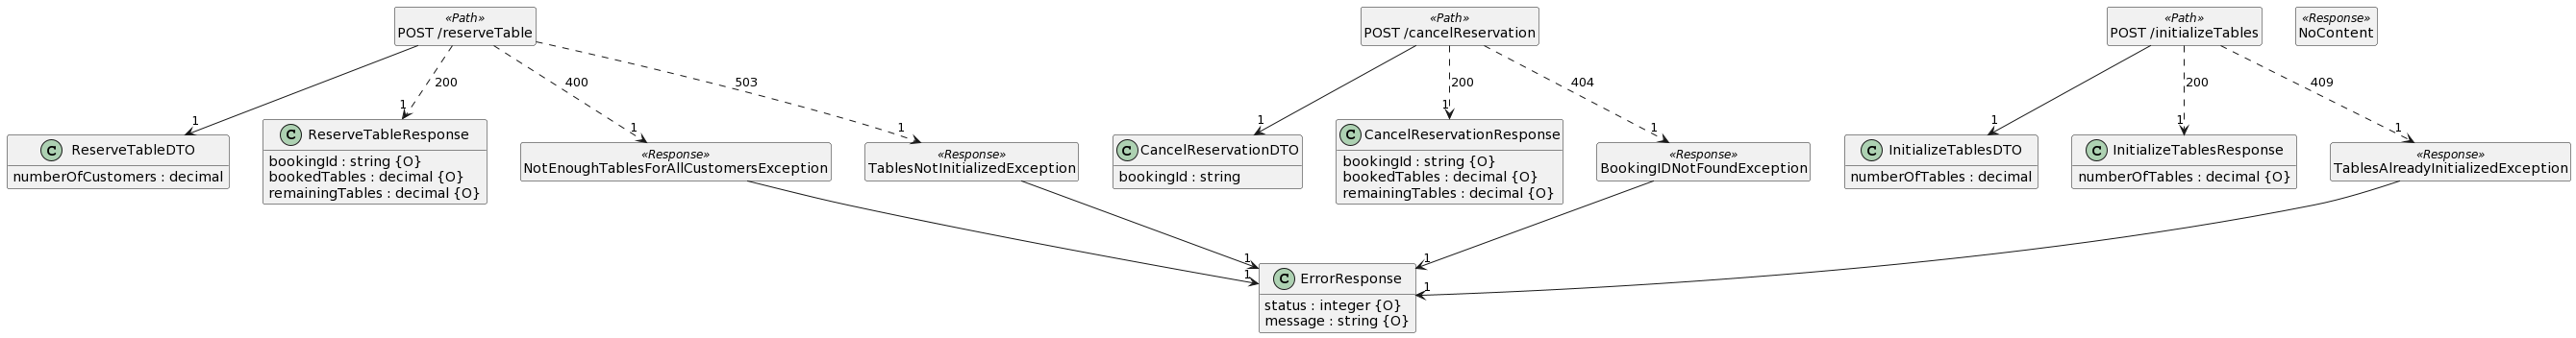 «Path»
POST /reserveTable
«Path»
POST /cancelReservation
«Path»
POST /initializeTables
«Response»
NoContent
200
400
503
200
404
200
409
1
1
1
1
1
1
1
1
1
1
C ReserveTableDTO
numberOfCustomers : decimal
C ReserveTableResponse
bookingId : string {O}
bookedTables : decimal {O}
remainingTables : decimal {O}
«Response»
NotEnoughTablesForAllCustomersException
«Response»
TablesNotInitializedException
C CancelReservationDTO
bookingId : string
C CancelReservationResponse
bookingId : string {O}
bookedTables : decimal {O}
remainingTables : decimal {O}
«Response»
BookingIDNotFoundException
C InitializeTablesDTO
numberOfTables : decimal
C InitializeTablesResponse
numberOfTables : decimal {O}
«Response»
TablesAlreadyInitializedException
1
1
1
1
C ErrorResponse
status : integer {O}
message : string {O}